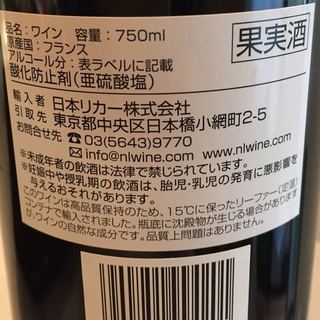 品名：ワイン 容量：750ml
原産国：フランス
アルコール分：表ラベルに記載
酸化防止剤（亜硫酸塩）
果実酒
輸入者 日本リカー株式会社
引取先 東京都中央区日本橋小網町2-5
お問合せ先 ☎ 03(5643)9770
✉ info@nlwine.com www.nlwine.com
※未成年者の飲酒は法律で禁じられています。
※妊娠中や授乳期の飲酒は、胎児・乳児の発育に悪影響を
与えるおそれがあります。
このワインは高品質保持のため、15℃に保ったリーファー(定温)
コンテナで輸入されました。瓶底に沈殿物が生じる場合があります
が、ワインの自然な成分です。品質上問題はありません。